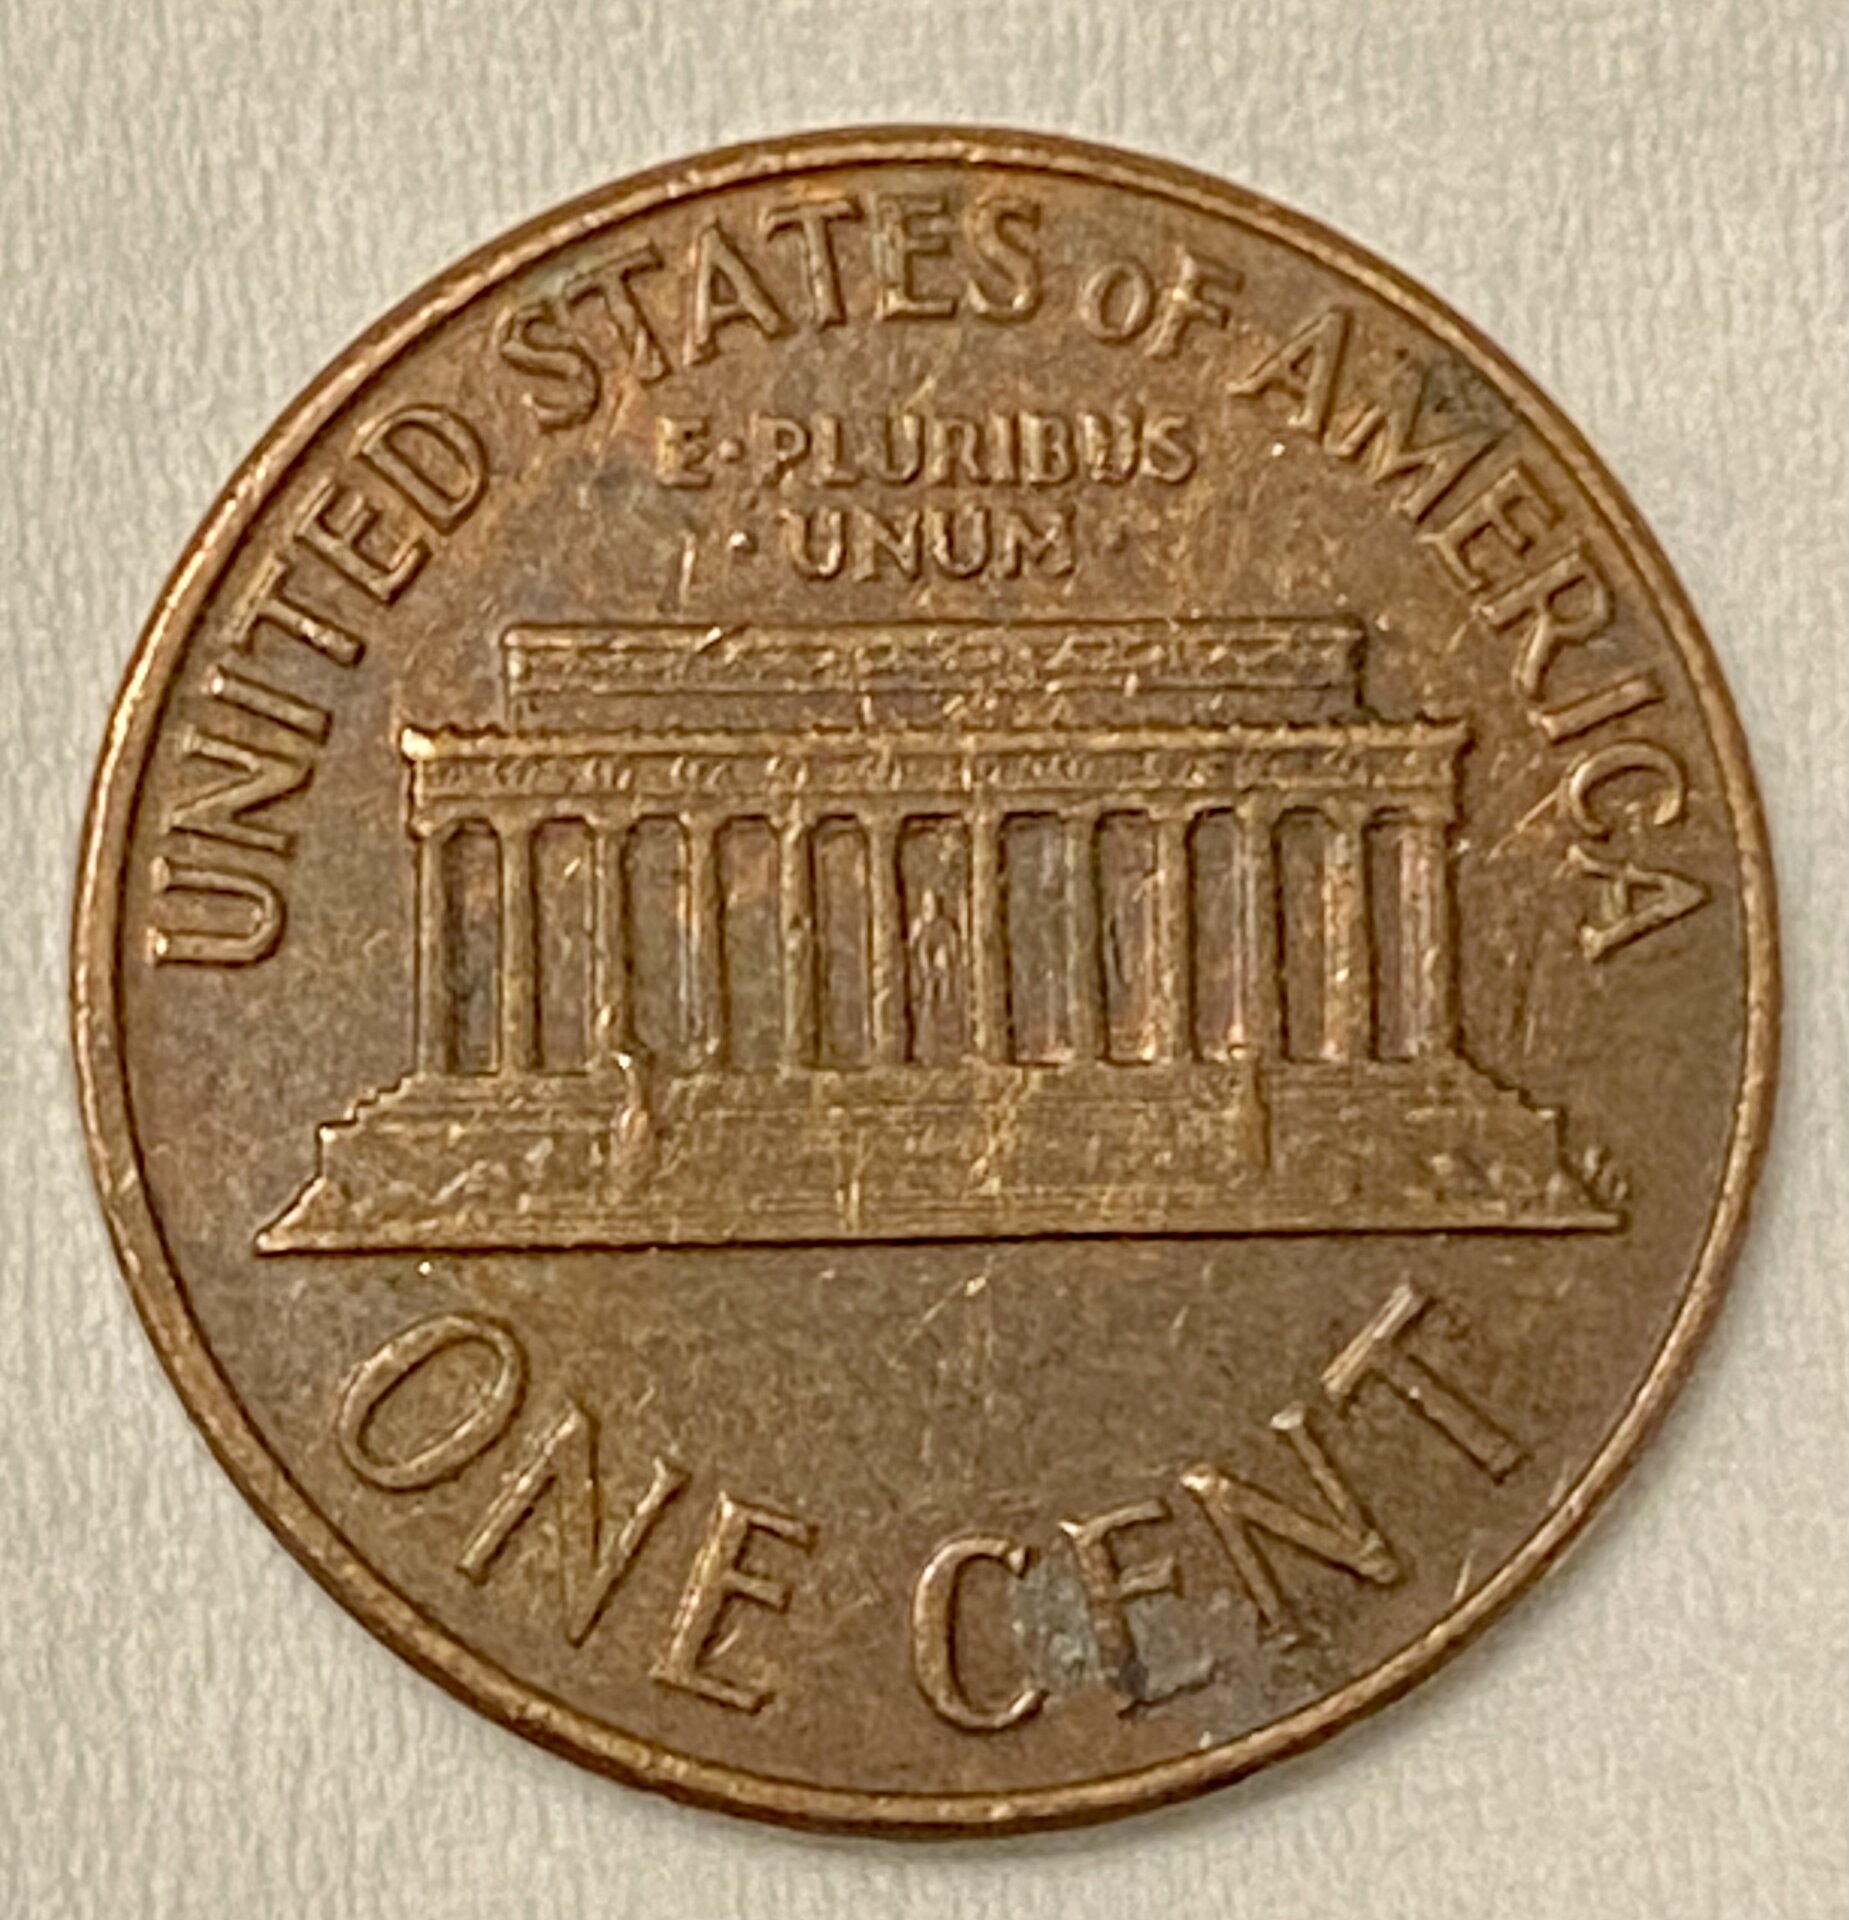 UNITED STATES OF AMERICA
E·PLURIBUS
·UNUM·
ONE CENT